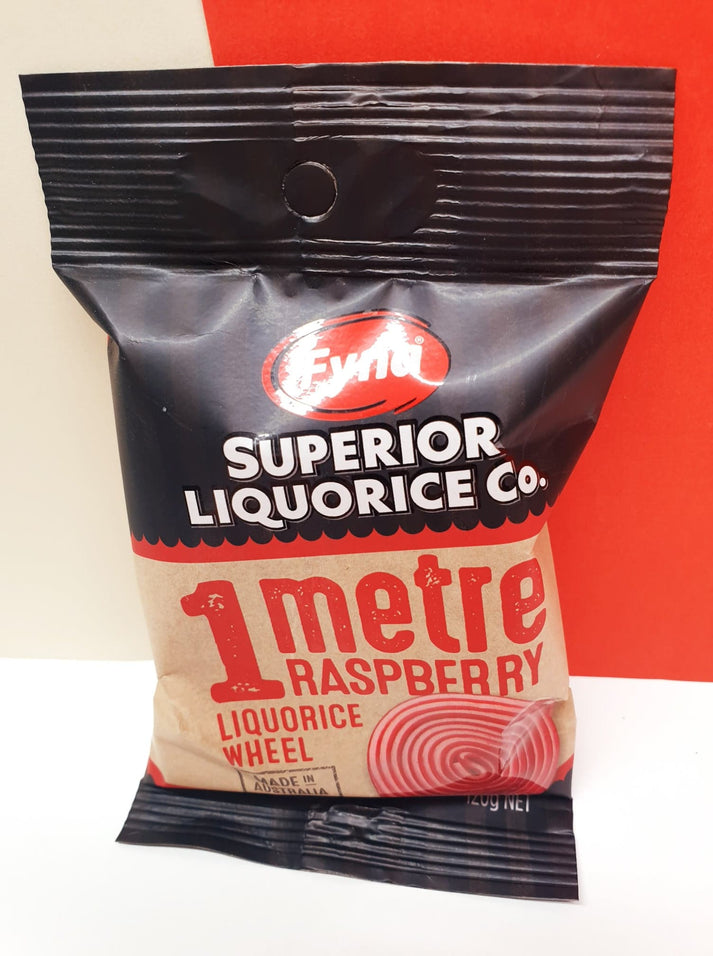 Fyna®
SUPERIOR
LIQUORICE Co.
1 metre
RASPBERRY
LIQUORICE
WHEEL
MADE IN
AUSTRALIA
120g NET